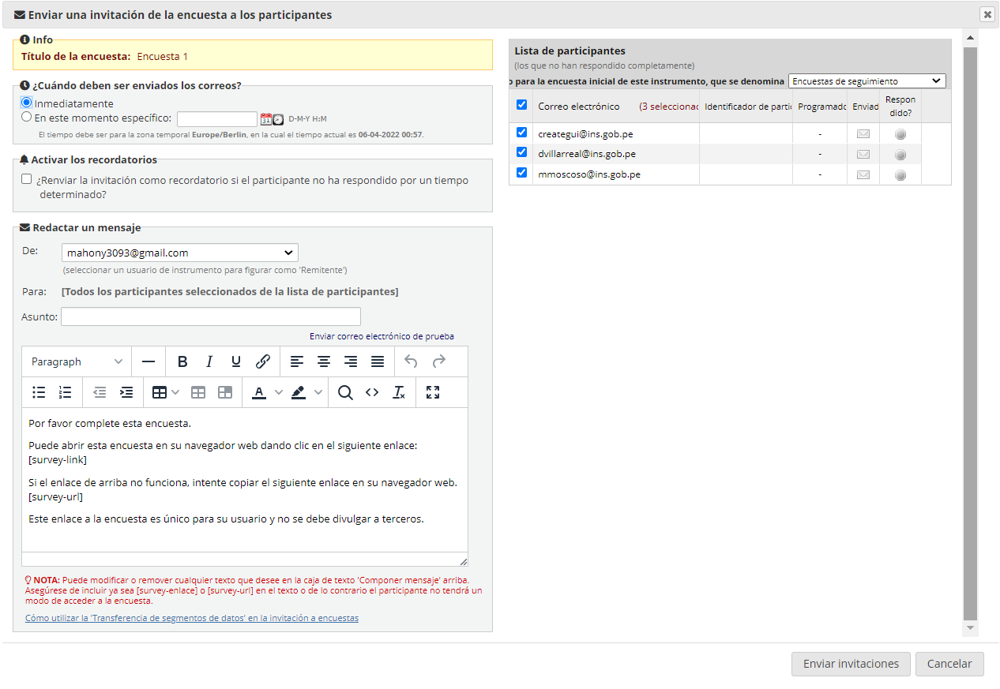 Enviar una invitación de la encuesta a los participantes
Info
Título de la encuesta: Encuesta 1
¿Cuándo deben ser enviados los correos?
Inmediatamente
En este momento específico:
31
D-M-Y H:M
El tiempo debe ser para la zona temporal Europe/Berlin, en la cual el tiempo actual es 06-04-2022 00:57.
Activar los recordatorios
¿Renviar la invitación como recordatorio si el participante no ha respondido por un tiempo
determinado?
Redactar un mensaje
De:
mahony3093@gmail.com
(seleccionar un usuario de instrumento para figurar como 'Remitente')
Para: [Todos los participantes seleccionados de la lista de participantes]
Asunto:
Enviar correo electrónico de prueba
Paragraph
Por favor complete esta encuesta.
Puede abrir esta encuesta en su navegador web dando clic en el siguiente enlace:
[survey-link]
Si el enlace de arriba no funciona, intente copiar el siguiente enlace en su navegador web.
[survey-url]
Este enlace a la encuesta es único para su usuario y no se debe divulgar a terceros.
NOTA: Puede modificar o remover cualquier texto que desee en la caja de texto 'Componer mensaje' arriba.
Asegúrese de incluir ya sea [survey-enlace] o [survey-url] en el texto o de lo contrario el participante no tendrá un
modo de acceder a la encuesta.
Cómo utilizar la 'Transferencia de segmentos de datos' en la invitación a encuestas
Lista de participantes
(los que no han respondido completamente)
o para la encuesta inicial de este instrumento, que se denomina
Encuestas de seguimiento
Correo electrónico (3 seleccionad Identificador de partic Programado Enviad Respon
dido?
creategui@ins.gob.pe -
dvillarreal@ins.gob.pe -
mmoscoso@ins.gob.pe -
Enviar invitaciones
Cancelar